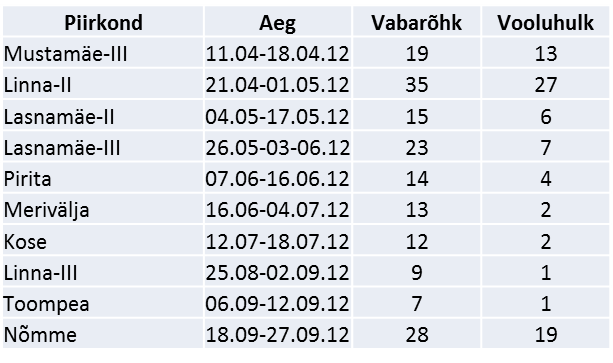 Piirkond Aeg Vabarõhk Vooluhulk
Mustamäe-III 11.04-18.04.12 19 13
Linna-II 21.04-01.05.12 35 27
Lasnamäe-II 04.05-17.05.12 15 6
Lasnamäe-III 26.05-03-06.12 23 7
Pirita 07.06-16.06.12 14 4
Merivälja 16.06-04.07.12 13 2
Kose 12.07-18.07.12 12 2
Linna-III 25.08-02.09.12 9 1
Toompea 06.09-12.09.12 7 1
Nõmme 18.09-27.09.12 28 19